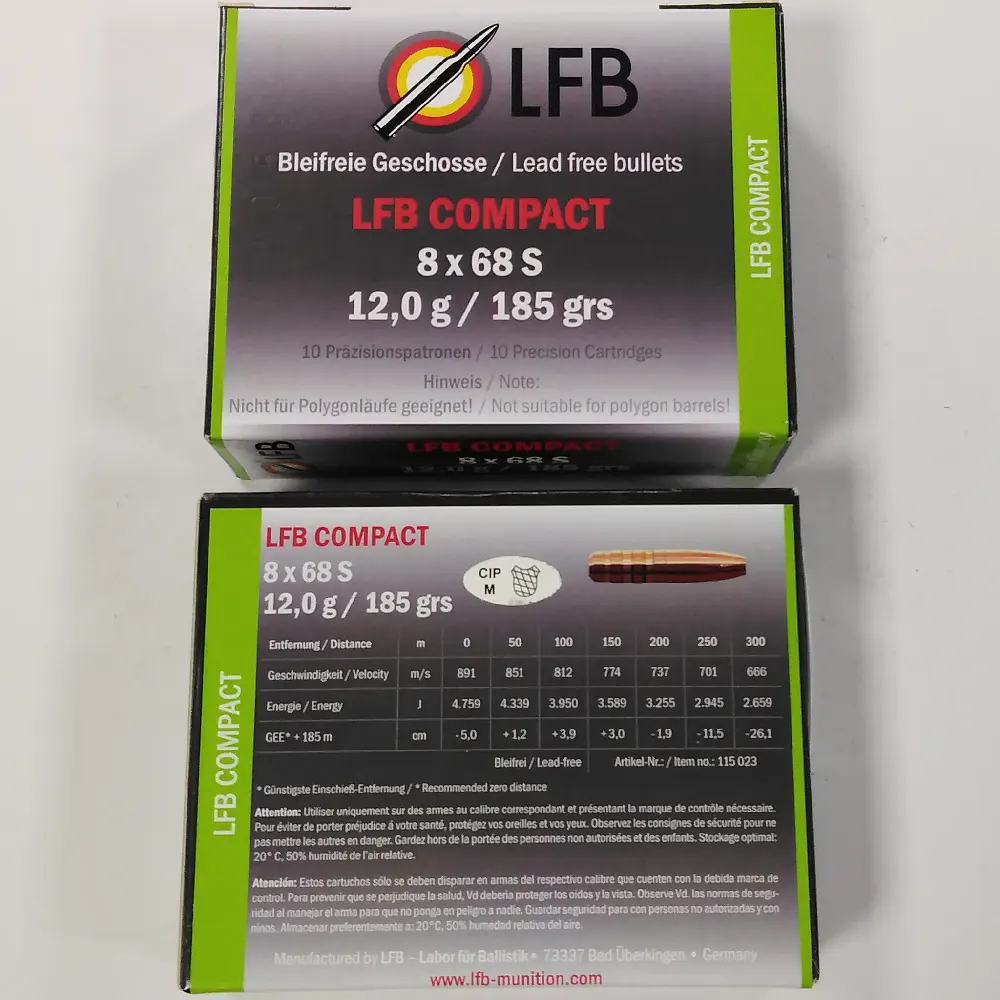 LFB
Bleifreie Geschosse / Lead free bullets
LFB COMPACT
8 x 68 S
12,0 g / 185 grs
10 Präzisionspatronen / 10 Precision Cartridges
Hinweis / Note:
Nicht für Polygonläufe geeignet! / Not suitable for polygon barrels!
LFB COMPACT
LFB
LFB COMPACT
8 x 68 S
12,0 g / 185 grs
LFB COMPACT
8 x 68 S
12,0 g / 185 grs
CIP
M
Entfernung / Distance m 0 50 100 150 200 250 300
Geschwindigkeit / Velocity m/s 891 851 812 774 737 701 666
Energie / Energy J 4.759 4.339 3.950 3.589 3.255 2.945 2.659
GEE* + 185 m cm -5,0 +1,2 +3,9 +3,0 -1,9 -11,5 -26,1
Bleifrei / Lead-free Artikel-Nr.: / Item no.: 115 023
* Günstigste Einschieß-Entfernung / * Recommended zero distance
Attention: Utiliser uniquement sur des armes au calibre correspondant et présentant la marque de contrôle nécessaire.
Pour éviter de porter préjudice á votre santé, protégez vos oreilles et vos yeux. Observez les consignes de sécurité pour ne
pas mettre les autres en danger. Gardez hors de la portée des personnes non autorisées et des enfants. Stockage optimal:
20° C, 50% humidité de l'air relative.
Atención: Estos cartuchos sólo se deben disparar en armas del respectivo calibre que cuenten con la debida marca de
control. Para prevenir que se perjudique la salud, Vd deberia proteger los oidos y la vista. Observe Vd. las normas de segu-
ridad al manejar el arma para que no ponga en peligro a nadie. Guardar seguridad para con personas no autorizadas y con
ninos. Almacenar preferentemente a: 20°C, 50% humedad relativa del aire.
Manufactured by LFB – Labor für Ballistik • 73337 Bad Überkingen • Germany
www.lfb-munition.com
LFB COMPACT